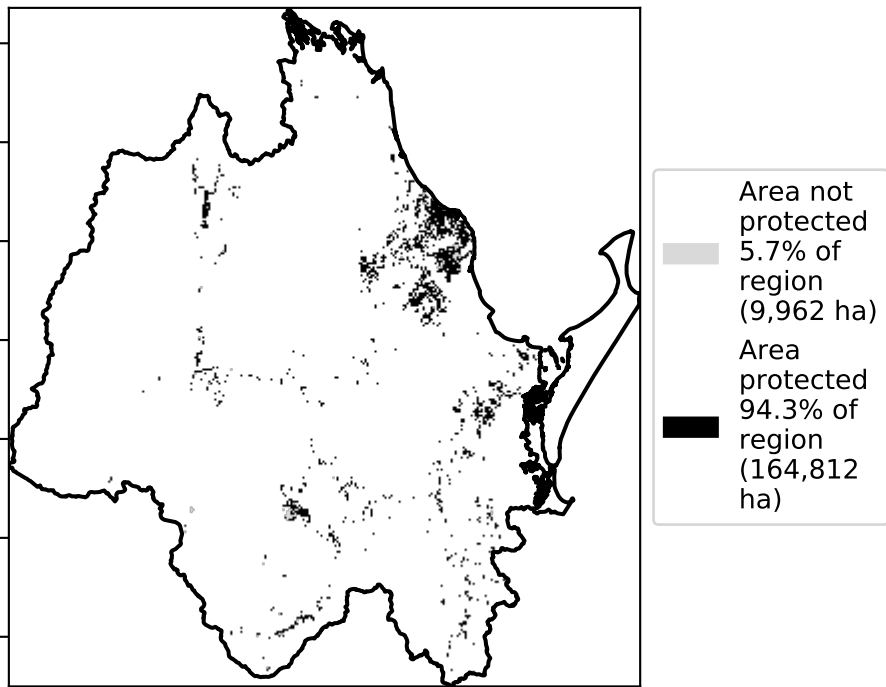 Area not
protected
5.7% of
region
(9,962 ha)
Area
protected
94.3% of
region
(164,812
ha)